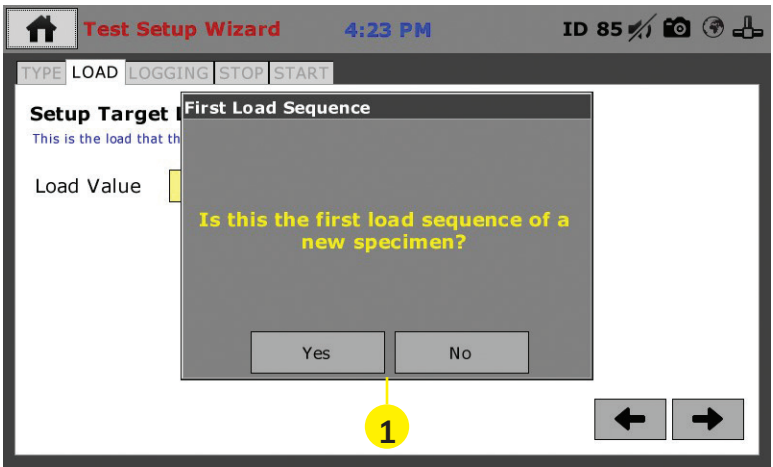 Test Setup Wizard 4:23 PM ID 85
TYPE LOAD LOGGING STOP START
Setup Target
First Load Sequence
This is the load that th
Load Value
Is this the first load sequence of a
new specimen?
Yes No
1